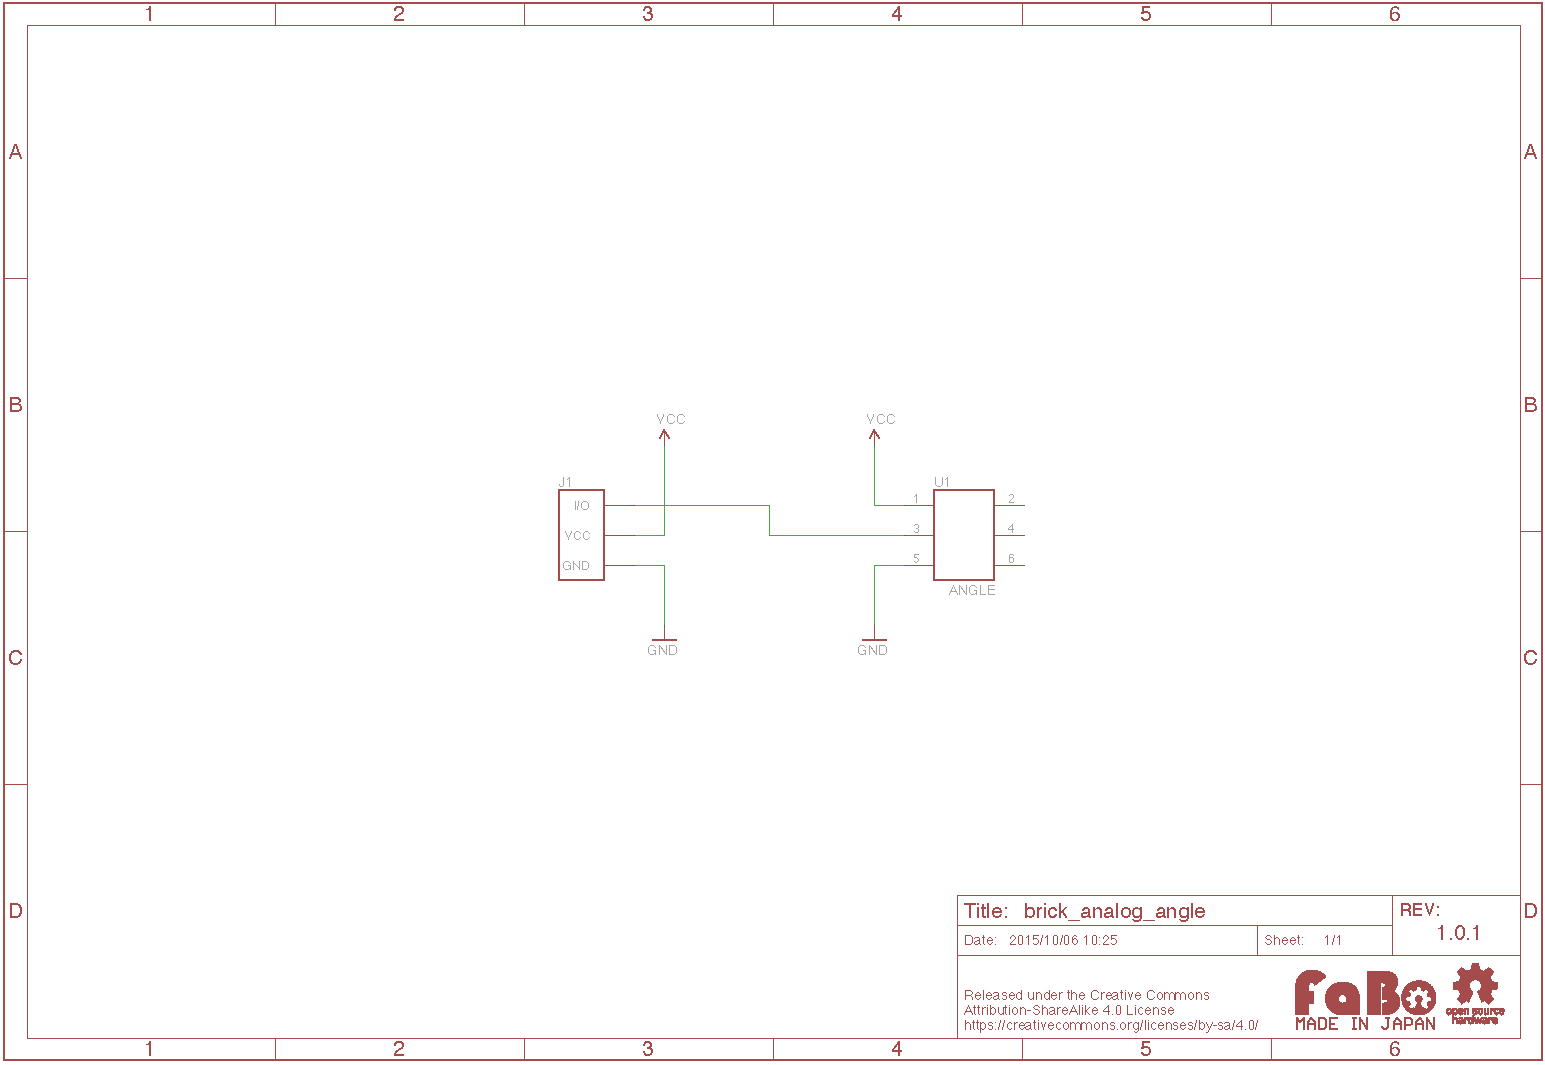 1 2 3 4 5 6
A A
B B
VCC VCC
J1 U1
I/O 1 2
VCC 3 4
GND 5 6
ANGLE
GND GND
C C
D D
Title: brick_analog_angle
REV:
1.0.1
Date: 2015/10/06 10:25 Sheet: 1/1
Released under the Creative Commons
Attribution-ShareAlike 4.0 License
https://creativecommons.org/licenses/by-sa/4.0/
FaBo
MADE IN JAPAN
open source
hardware
1 2 3 4 5 6